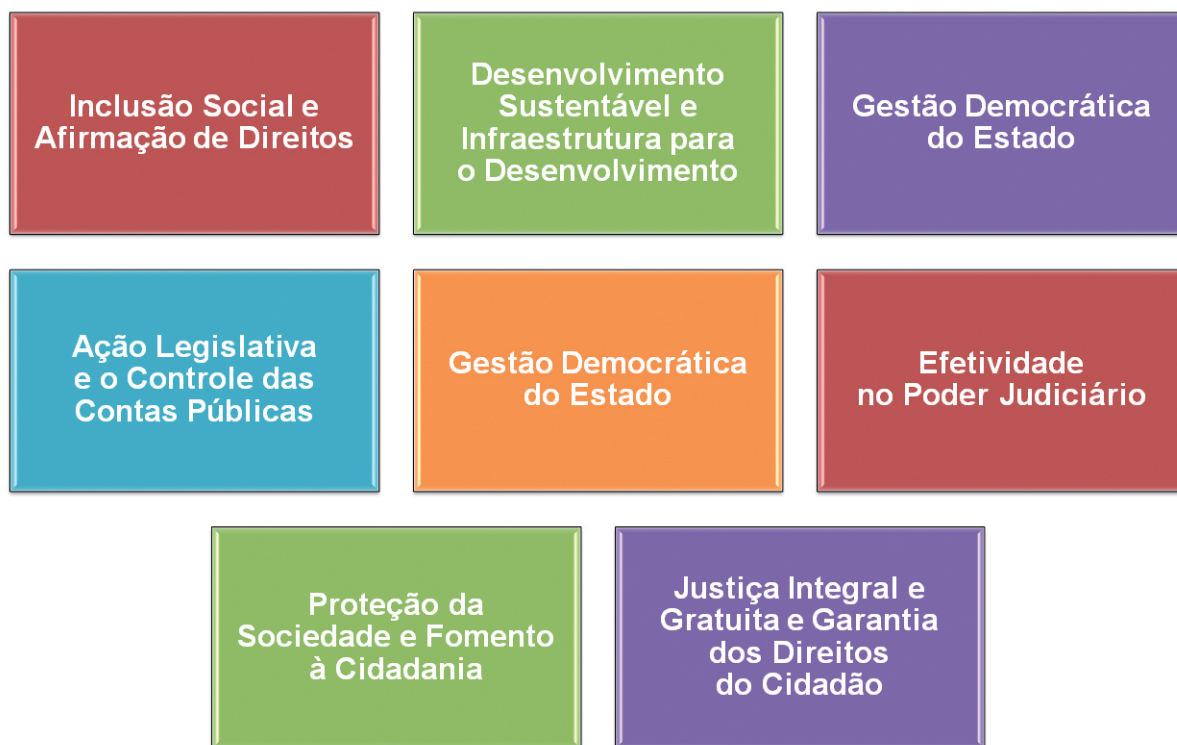 Inclusão Social e
Afirmação de Direitos
Desenvolvimento
Sustentável e
Infraestrutura para
o Desenvolvimento
Gestão Democrática
do Estado
Ação Legislativa
e o Controle das
Contas Públicas
Gestão Democrática
do Estado
Efetividade
no Poder Judiciário
Proteção da
Sociedade e Fomento
à Cidadania
Justiça Integral e
Gratuita e Garantia
dos Direitos
do Cidadão